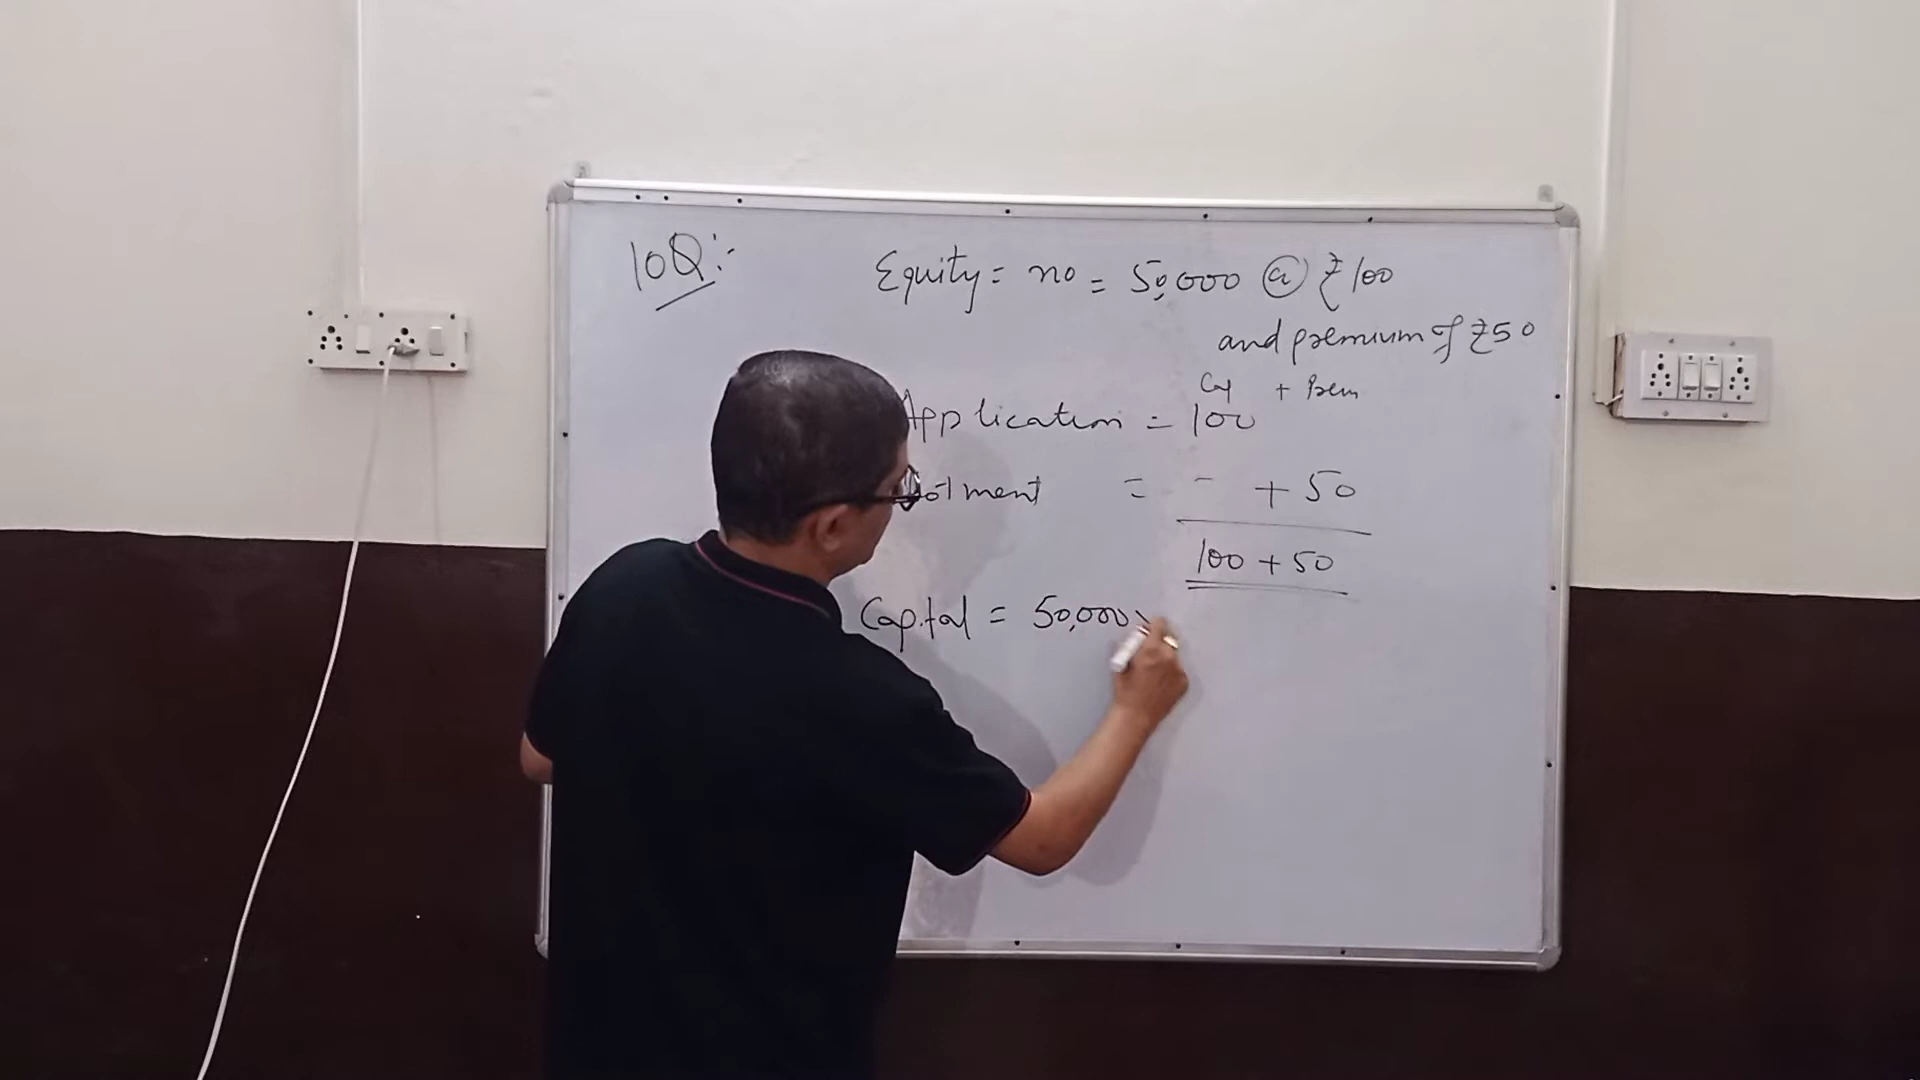 10Q:-
Equity = no = 50,000 @ ₹100
and premium of ₹50
Cap + Prem
Application = 100
otment = - + 50
100 + 50
Capital = 50,000 x